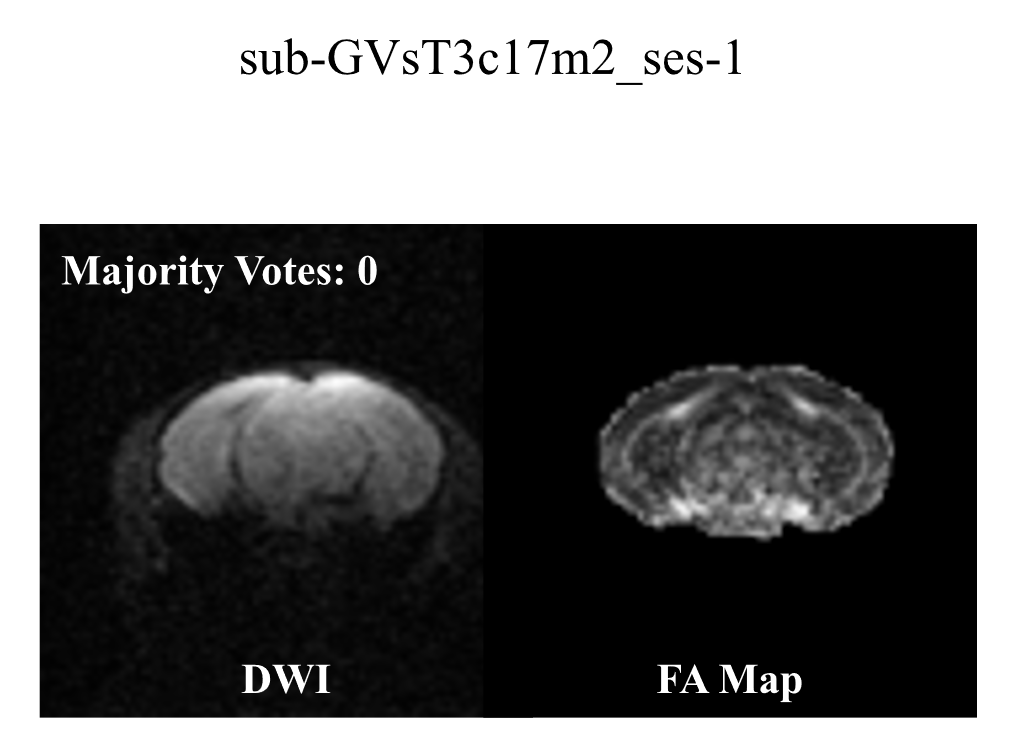 sub-GVsT3c17m2_ses-1
Majority Votes: 0
DWI
FA Map